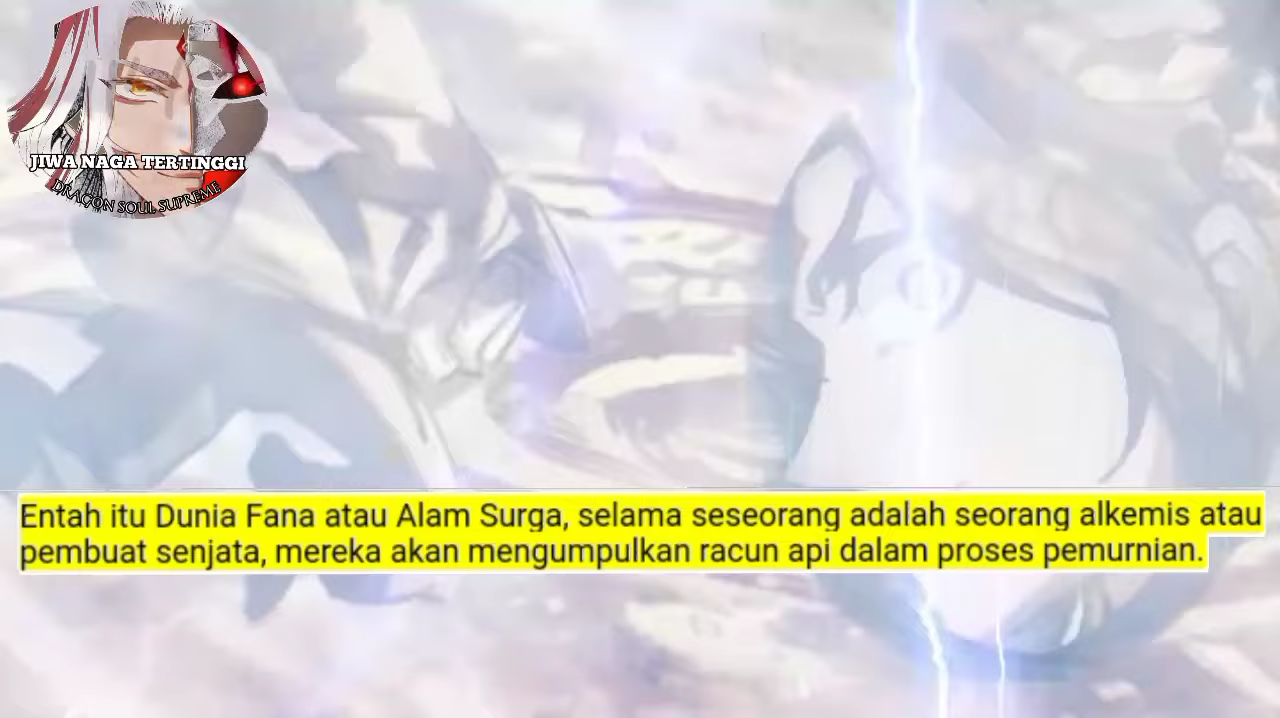 JIWA NAGA TERTINGGI
DRAGON SOUL SUPREME
Entah itu Dunia Fana atau Alam Surga, selama seseorang adalah seorang alkemis atau
pembuat senjata, mereka akan mengumpulkan racun api dalam proses pemurnian.